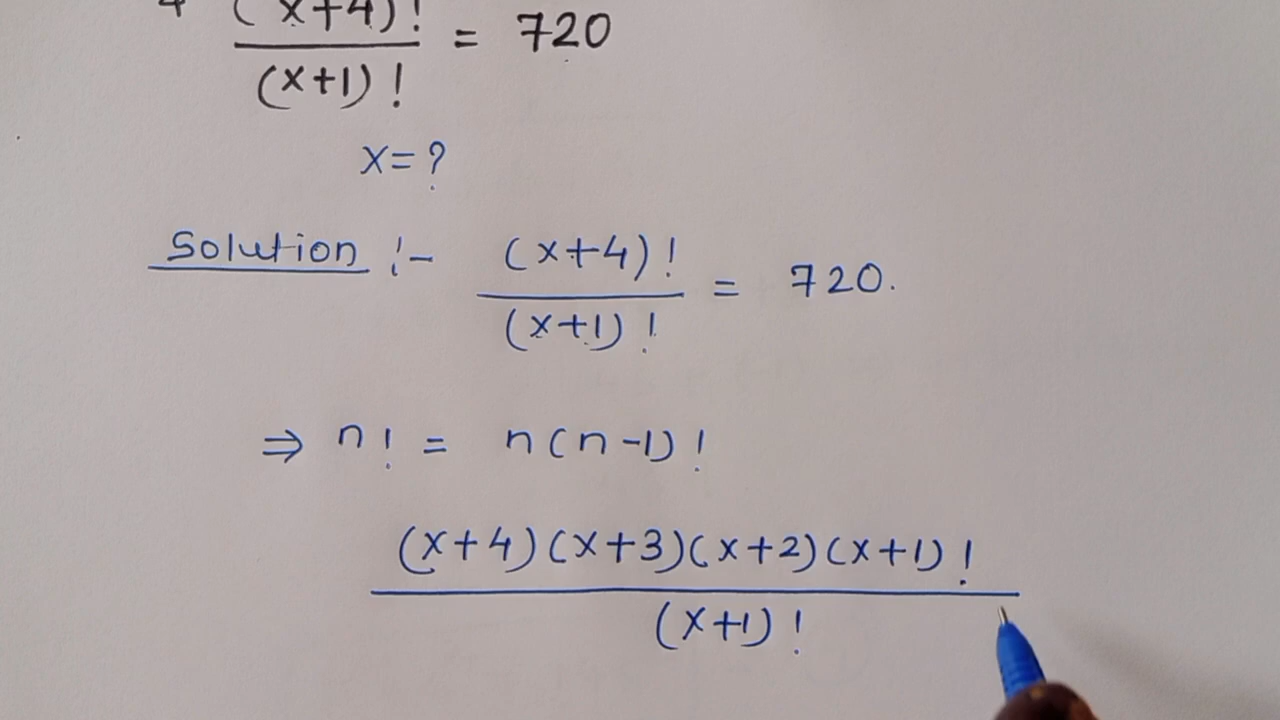 (x+4)!
(x+1)! = 720
x=?
Solution :- (x+4)!
(x+1)! = 720.
⇒ n! = n(n-1)!
(x+4)(x+3)(x+2)(x+1)!
(x+1)!